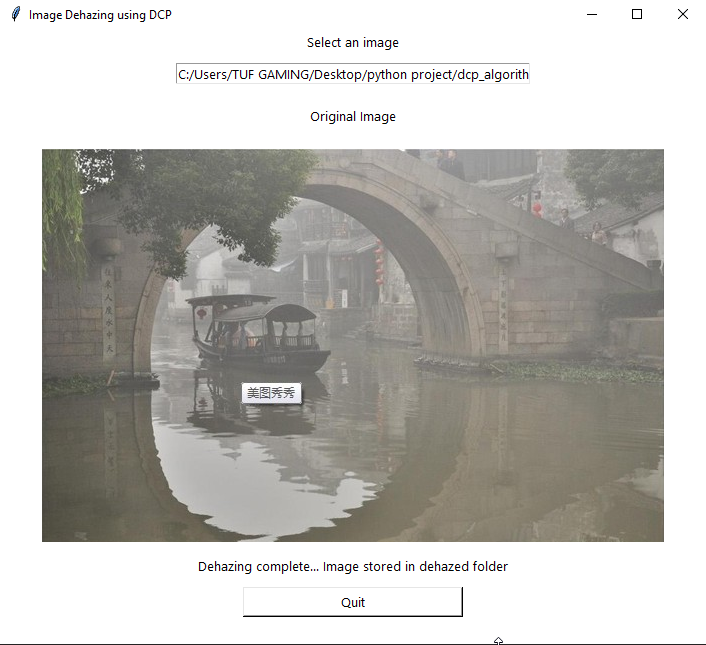 Image Dehazing using DCP
Select an image
C:/Users/TUF GAMING/Desktop/python project/dcp_algorith
Original Image
美图秀秀
Dehazing complete... Image stored in dehazed folder
Quit